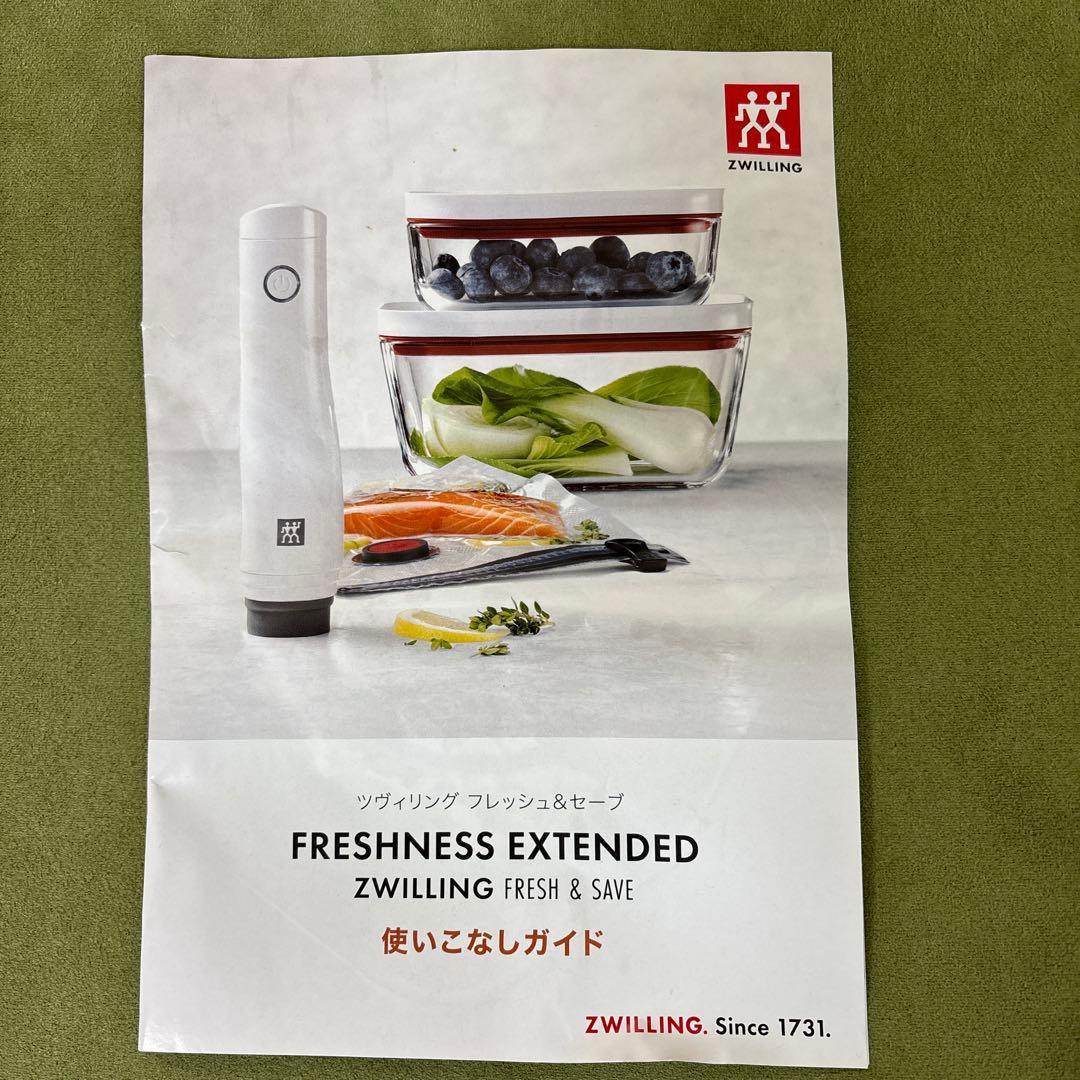 ZWILLING
ツヴィリング フレッシュ&セーブ
FRESHNESS EXTENDED
ZWILLING FRESH & SAVE
使いこなしガイド
ZWILLING. Since 1731.